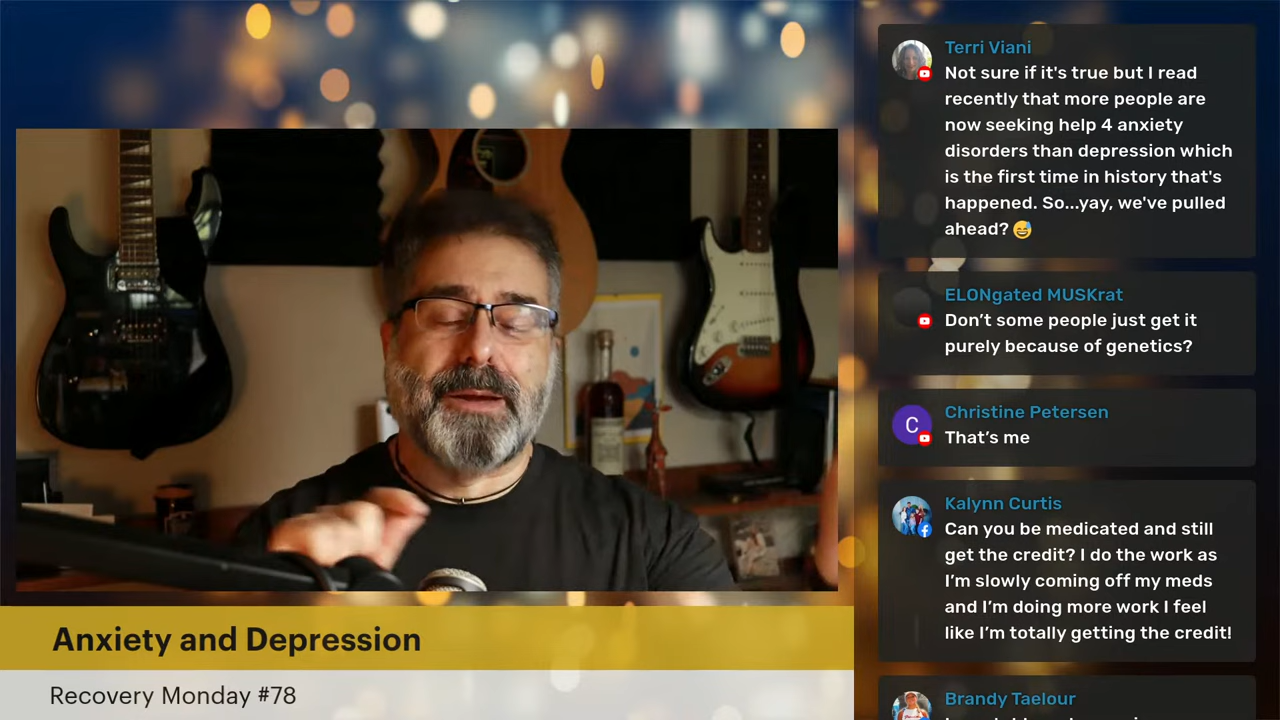 Terri Viani
Not sure if it's true but I read
recently that more people are
now seeking help 4 anxiety
disorders than depression which
is the first time in history that's
happened. So...yay, we've pulled
ahead? 😅
ELONgated MUSKrat
Don’t some people just get it
purely because of genetics?
C
Christine Petersen
That’s me
Kalynn Curtis
Can you be medicated and still
get the credit? I do the work as
I’m slowly coming off my meds
and I’m doing more work I feel
like I’m totally getting the credit!
Brandy Taelour
Anxiety and Depression
Recovery Monday #78